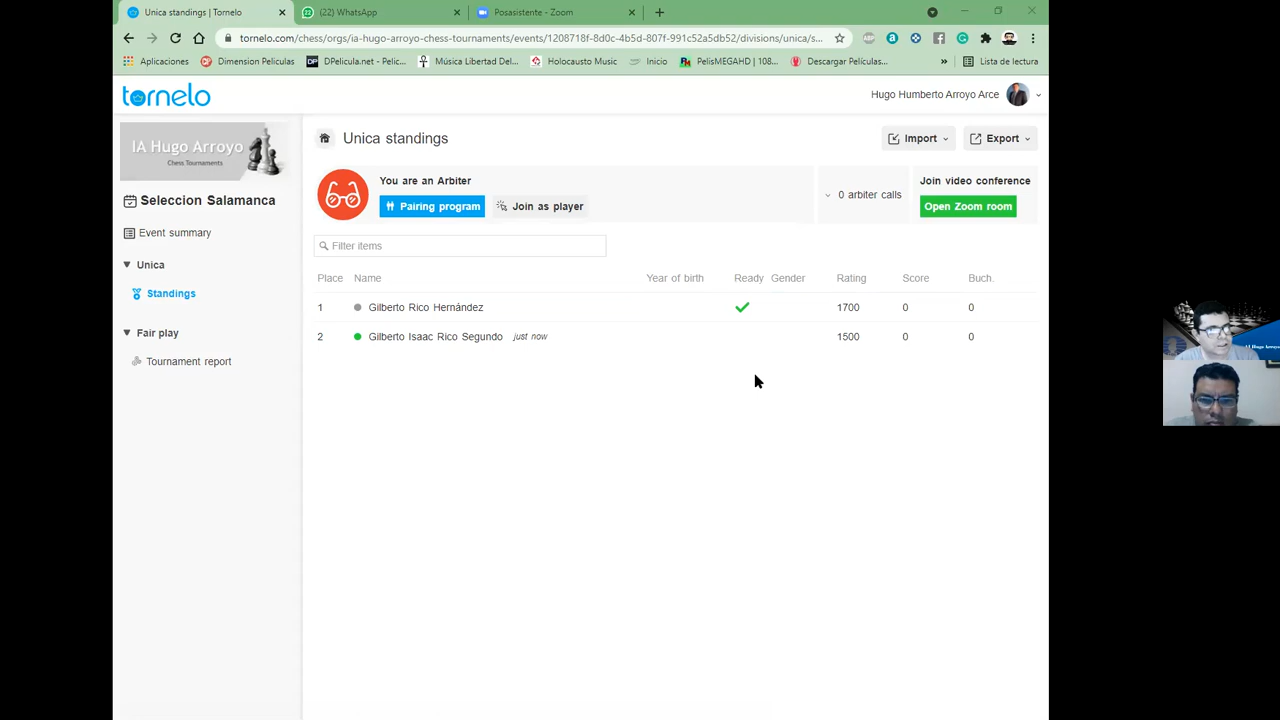 Unica standings | Tornelo
(22) WhatsApp
Posasistente - Zoom
tornelo.com/chess/orgs/ia-hugo-arroyo-chess-tournaments/events/1208718f-8d0c-4b5d-807f-991c52a5db52/divisions/unica/s...
Aplicaciones
Dimension Peliculas
DPelicula.net - Pelic...
Música Libertad Del...
Holocausto Music
Inicio
PelisMEGAHD | 108...
Descargar Películas...
»
Lista de lectura
tornelo
Hugo Humberto Arroyo Arce
IA Hugo Arroyo
Chess Tournaments
Seleccion Salamanca
Event summary
Unica
Standings
Fair play
Tournament report
Unica standings
Import
Export
You are an Arbiter
Pairing program
Join as player
0 arbiter calls
Join video conference
Open Zoom room
Filter items
Place Name Year of birth Ready Gender Rating Score Buch.
1 Gilberto Rico Hernández 1700 0 0
2 Gilberto Isaac Rico Segundo just now 1500 0 0